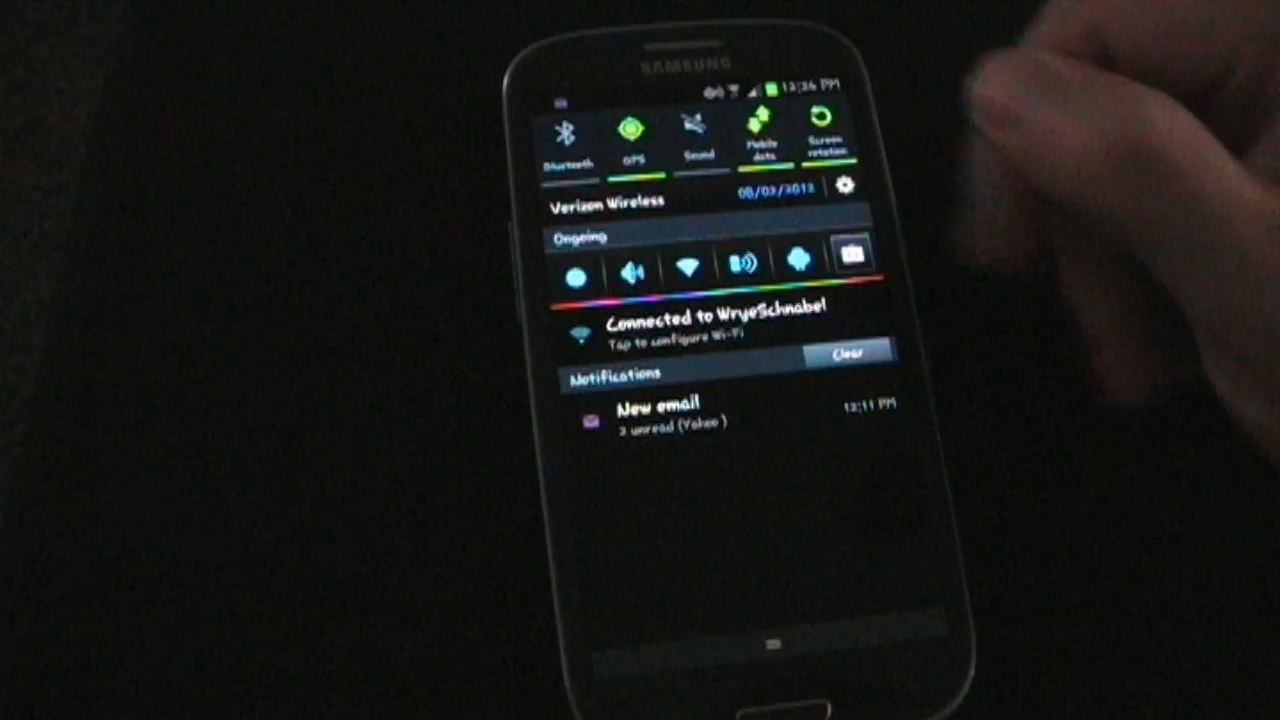 SAMSUNG
12:26 PM
Bluetooth
GPS
Sound
Mobile data
Screen rotation
Verizon Wireless
08/02/2012
Ongoing
Connected to WryeSchnabel
Tap to configure Wi-Fi
Notifications
Clear
New email
2 unread (Yahoo )
12:11 PM